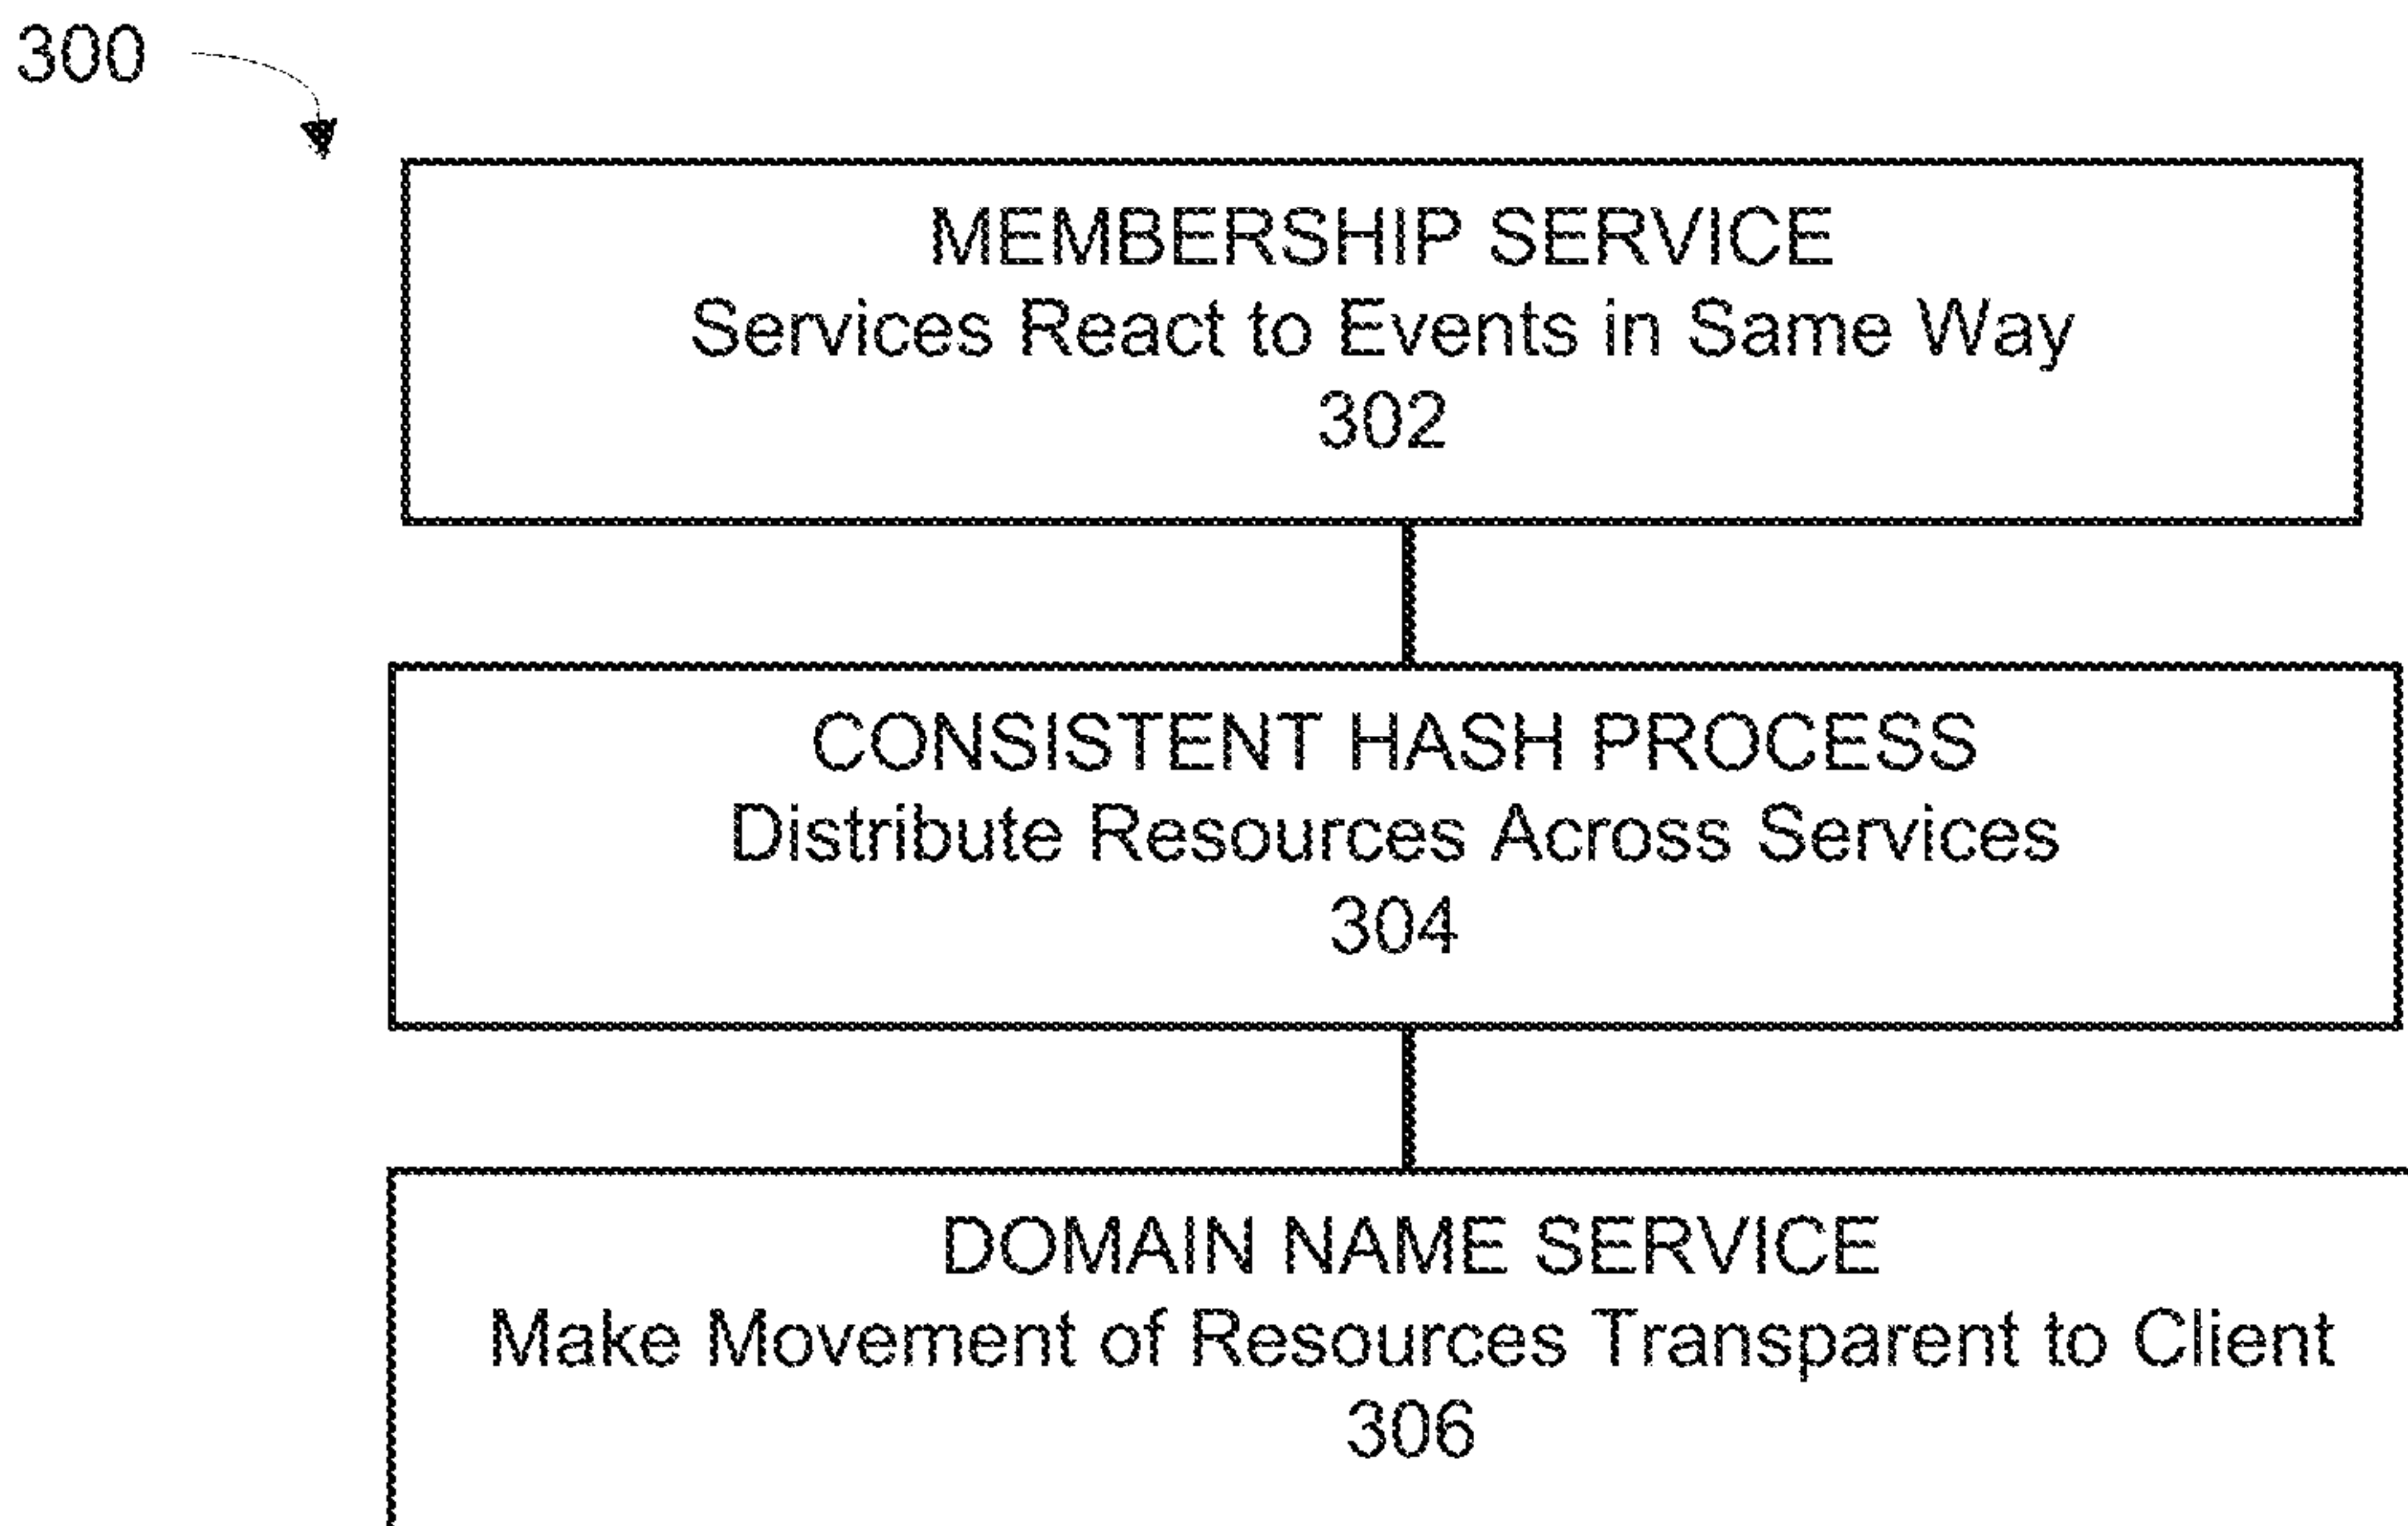 300
MEMBERSHIP SERVICE
Services React to Events in Same Way
302
CONSISTENT HASH PROCESS
Distribute Resources Across Services
304
DOMAIN NAME SERVICE
Make Movement of Resources Transparent to Client
306